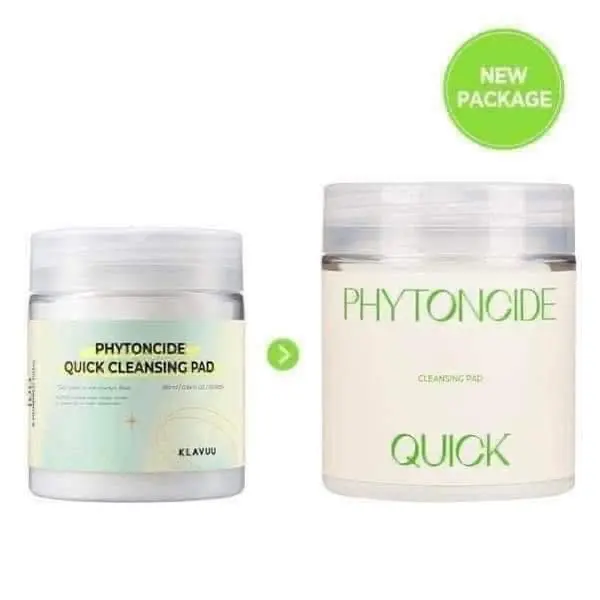 NEW
PACKAGE
PHYTONCIDE
QUICK CLEANSING PAD
KLAVUU
PHYTONCIDE
CLEANSING PAD
QUICK